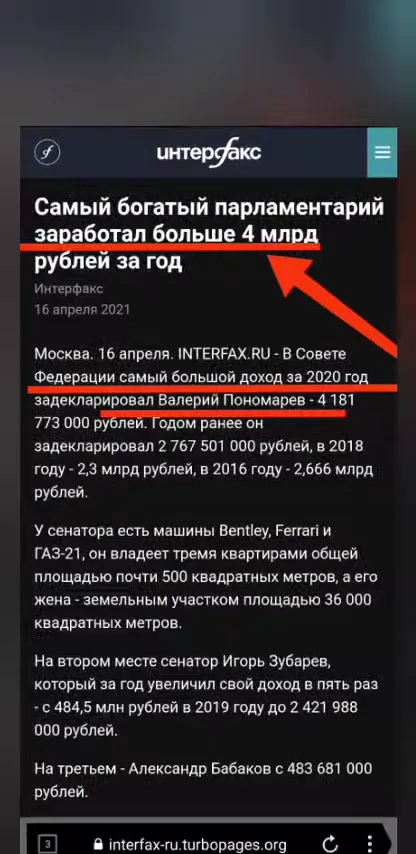 интерфакс
Самый богатый парламентарий
заработал больше 4 млрд
рублей за год
Интерфакс
16 апреля 2021
Москва. 16 апреля. INTERFAX.RU - В Совете
Федерации самый большой доход за 2020 год
задекларировал Валерий Пономарев - 4 181
773 000 рублей. Годом ранее он
задекларировал 2 767 501 000 рублей, в 2018
году - 2,3 млрд рублей, в 2016 году - 2,666 млрд
рублей.
У сенатора есть машины Bentley, Ferrari и
ГАЗ-21, он владеет тремя квартирами общей
площадью почти 500 квадратных метров, а его
жена - земельным участком площадью 36 000
квадратных метров.
На втором месте сенатор Игорь Зубарев,
который за год увеличил свой доход в пять раз
- с 484,5 млн рублей в 2019 году до 2 421 988
000 рублей.
На третьем - Александр Бабаков с 483 681 000
рублей.
3 interfax-ru.turbopages.org